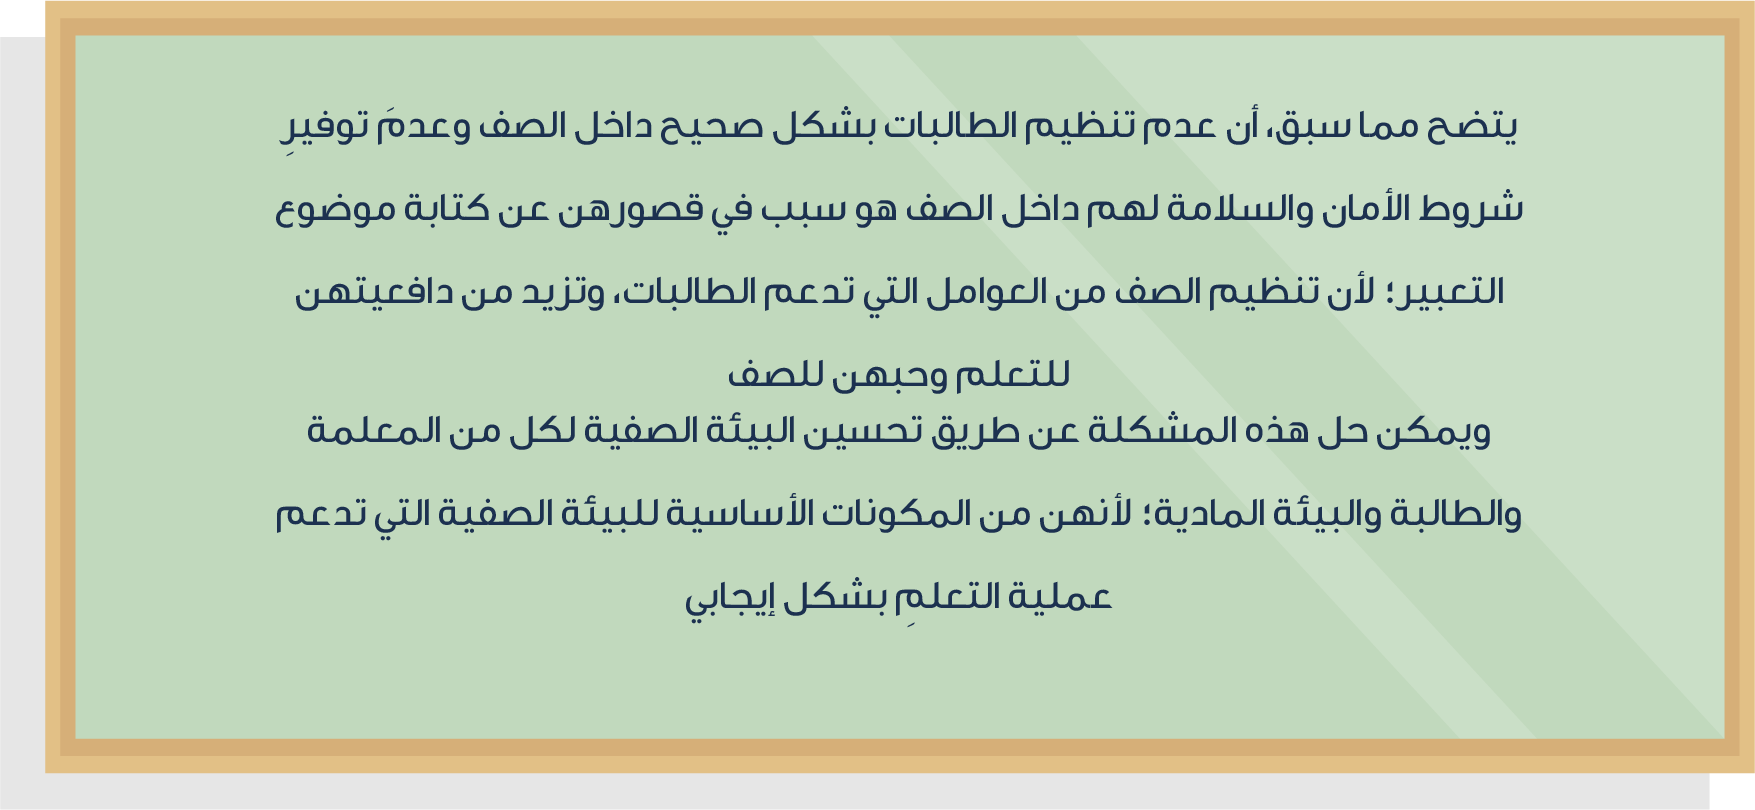 يتضح مما سبق، أن عدم تنظيم الطالبات بشكل صحيح داخل الصف وعدمَ توفيرِ
شروط الأمان والسلامة لهم داخل الصف هو سبب في قصورهن عن كتابة موضوع
التعبير؛ لأن تنظيم الصف من العوامل التي تدعم الطالبات، وتزيد من دافعيتهن
للتعلم وحبهن للصف
ويمكن حل هذه المشكلة عن طريق تحسين البيئة الصفية لكل من المعلمة
والطالبة والبيئة المادية؛ لأنهن من المكونات الأساسية للبيئة الصفية التي تدعم
عملية التعلمِ بشكل إيجابي